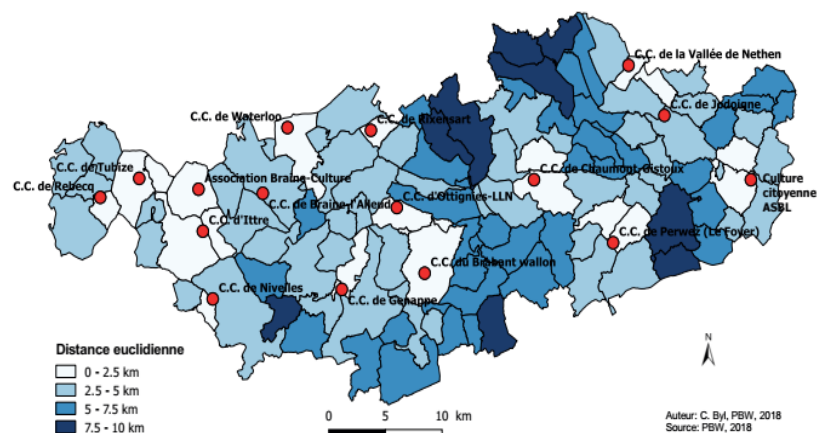 C.C. de la Vallée de Nethen
C.C. de Jodoigne
C.C. de Waterloo
C.C. de Rixensart
C.C. de Tubize
Association Braine-Culture
C.C. de Chaumont-Gistoux
Culture
citoyenne
ASBL
C.C. de Rebecq
C.C. de Braine-l'Alleud
C.C. d'Ottignies-LLN
C.C. d'Ittre
C.C. de Perwez (Le Foyer)
C.C. du Brabant wallon
C.C. de Nivelles
C.C. de Genappe
Distance euclidienne
0 - 2.5 km
2.5 - 5 km
5 - 7.5 km
7.5 - 10 km
0 5 10 km
N
Auteur: C. Byl, PBW, 2018
Source: PBW, 2018